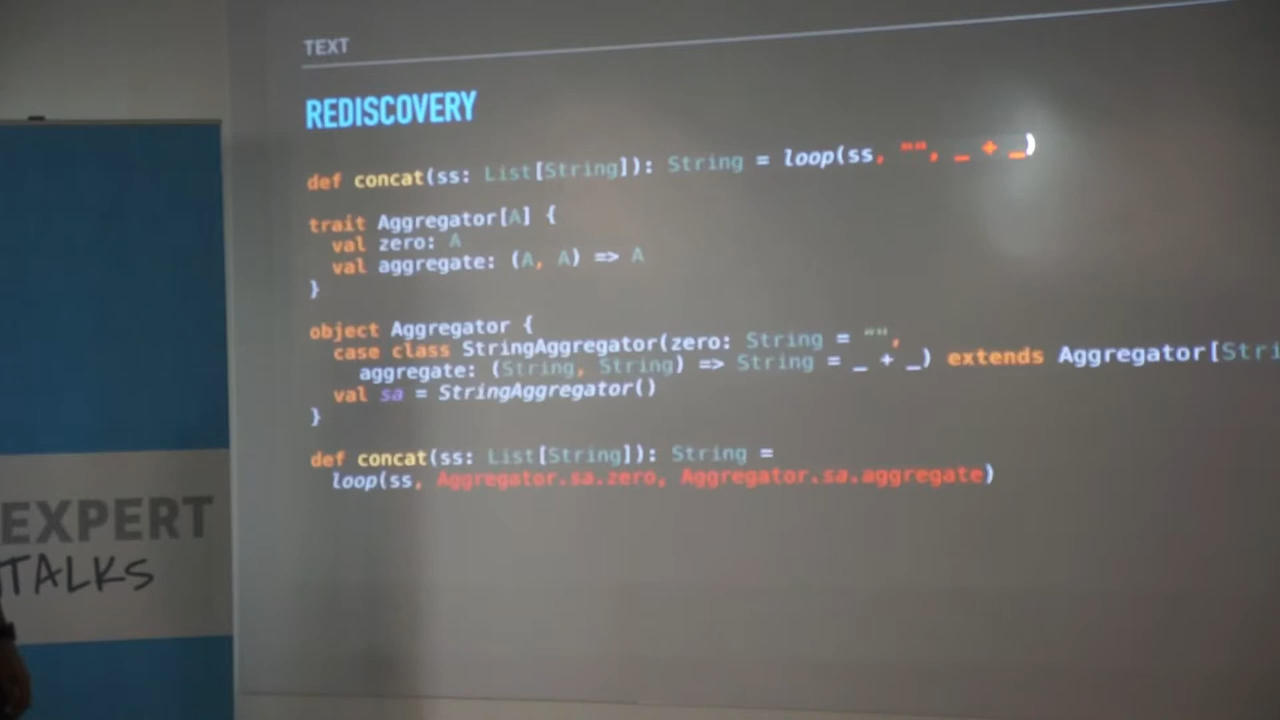 TEXT
REDISCOVERY
def concat(ss: List[String]): String = loop(ss, "", _ + _)
trait Aggregator[A] {
  val zero: A
  val aggregate: (A, A) => A
}
object Aggregator {
  case class StringAggregator(zero: String = "",
    aggregate: (String, String) => String = _ + _) extends Aggregator[Stri
  val sa = StringAggregator()
}
def concat(ss: List[String]): String =
  loop(ss, Aggregator.sa.zero, Aggregator.sa.aggregate)
EXPERT
TALKS